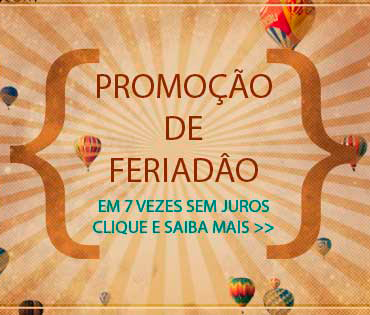 PROMOÇÃO
DE
FERIADÂO
EM 7 VEZES SEM JUROS
CLIQUE E SAIBA MAIS >>